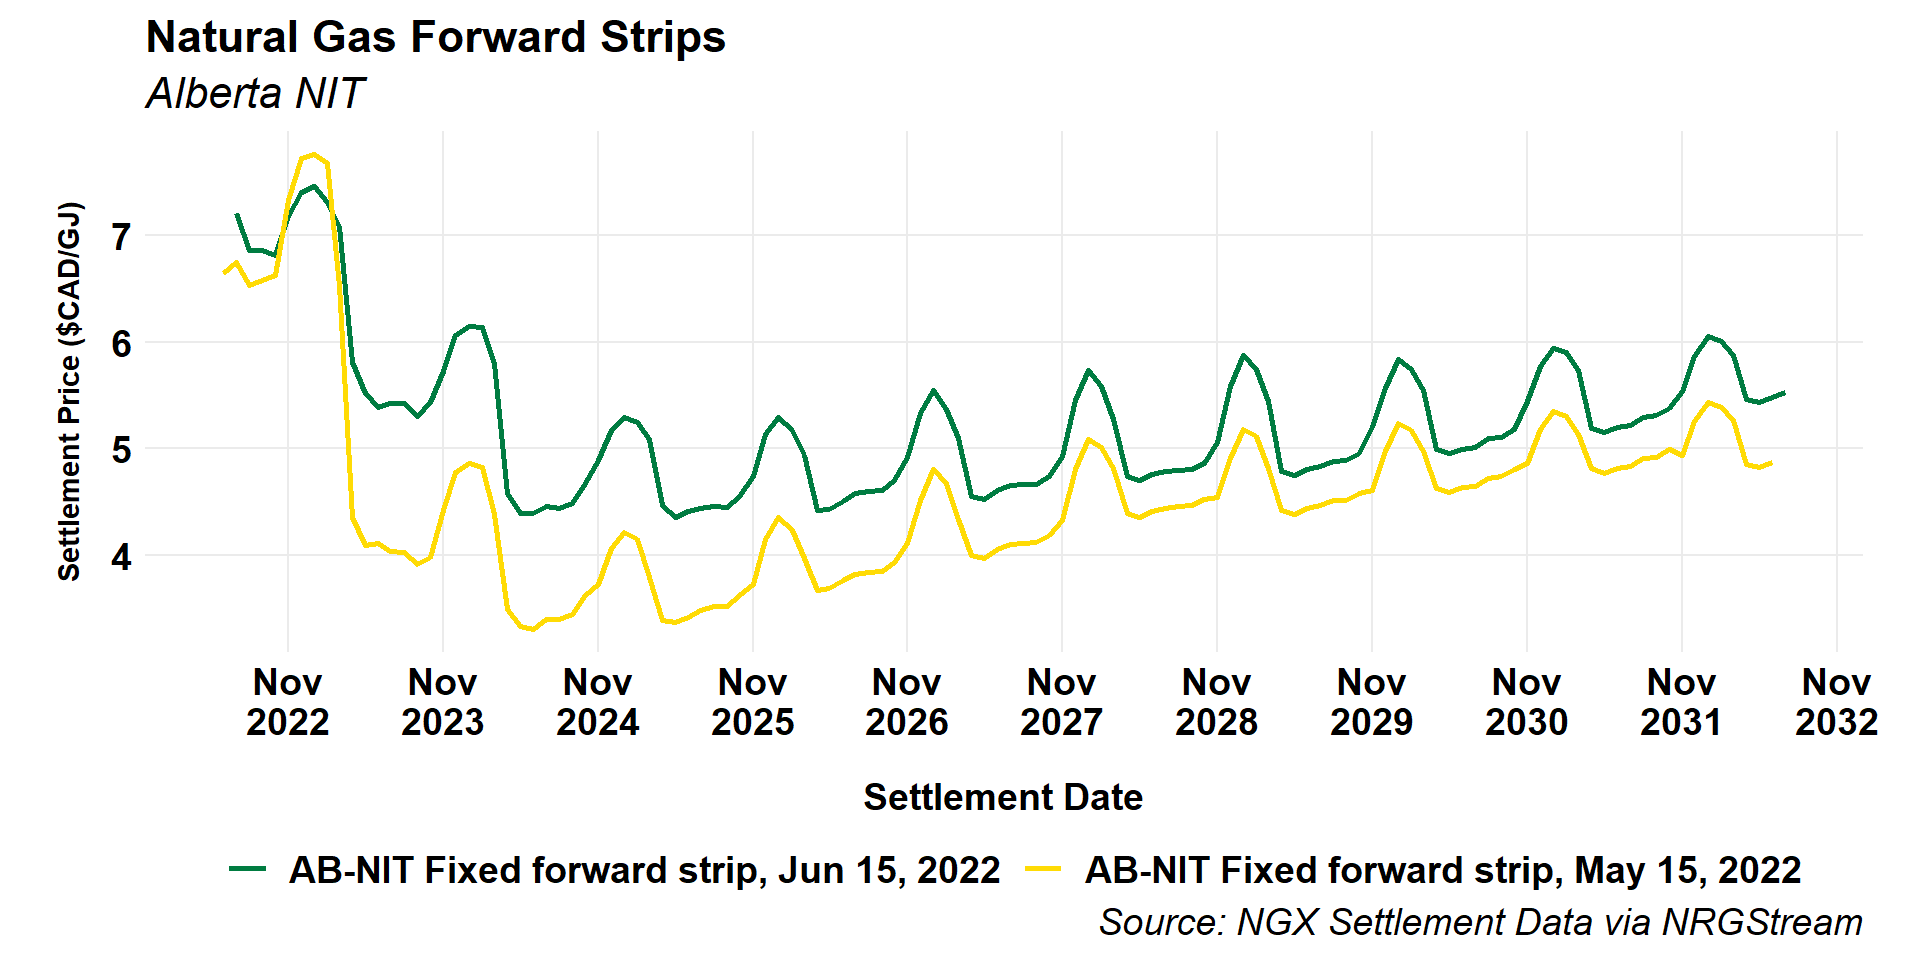 Natural Gas Forward Strips
Alberta NIT
Settlement Price ($CAD/GJ)
7
6
5
4
Nov 2022
Nov 2023
Nov 2024
Nov 2025
Nov 2026
Nov 2027
Nov 2028
Nov 2029
Nov 2030
Nov 2031
Nov 2032
Settlement Date
AB-NIT Fixed forward strip, Jun 15, 2022
AB-NIT Fixed forward strip, May 15, 2022
Source: NGX Settlement Data via NRGStream